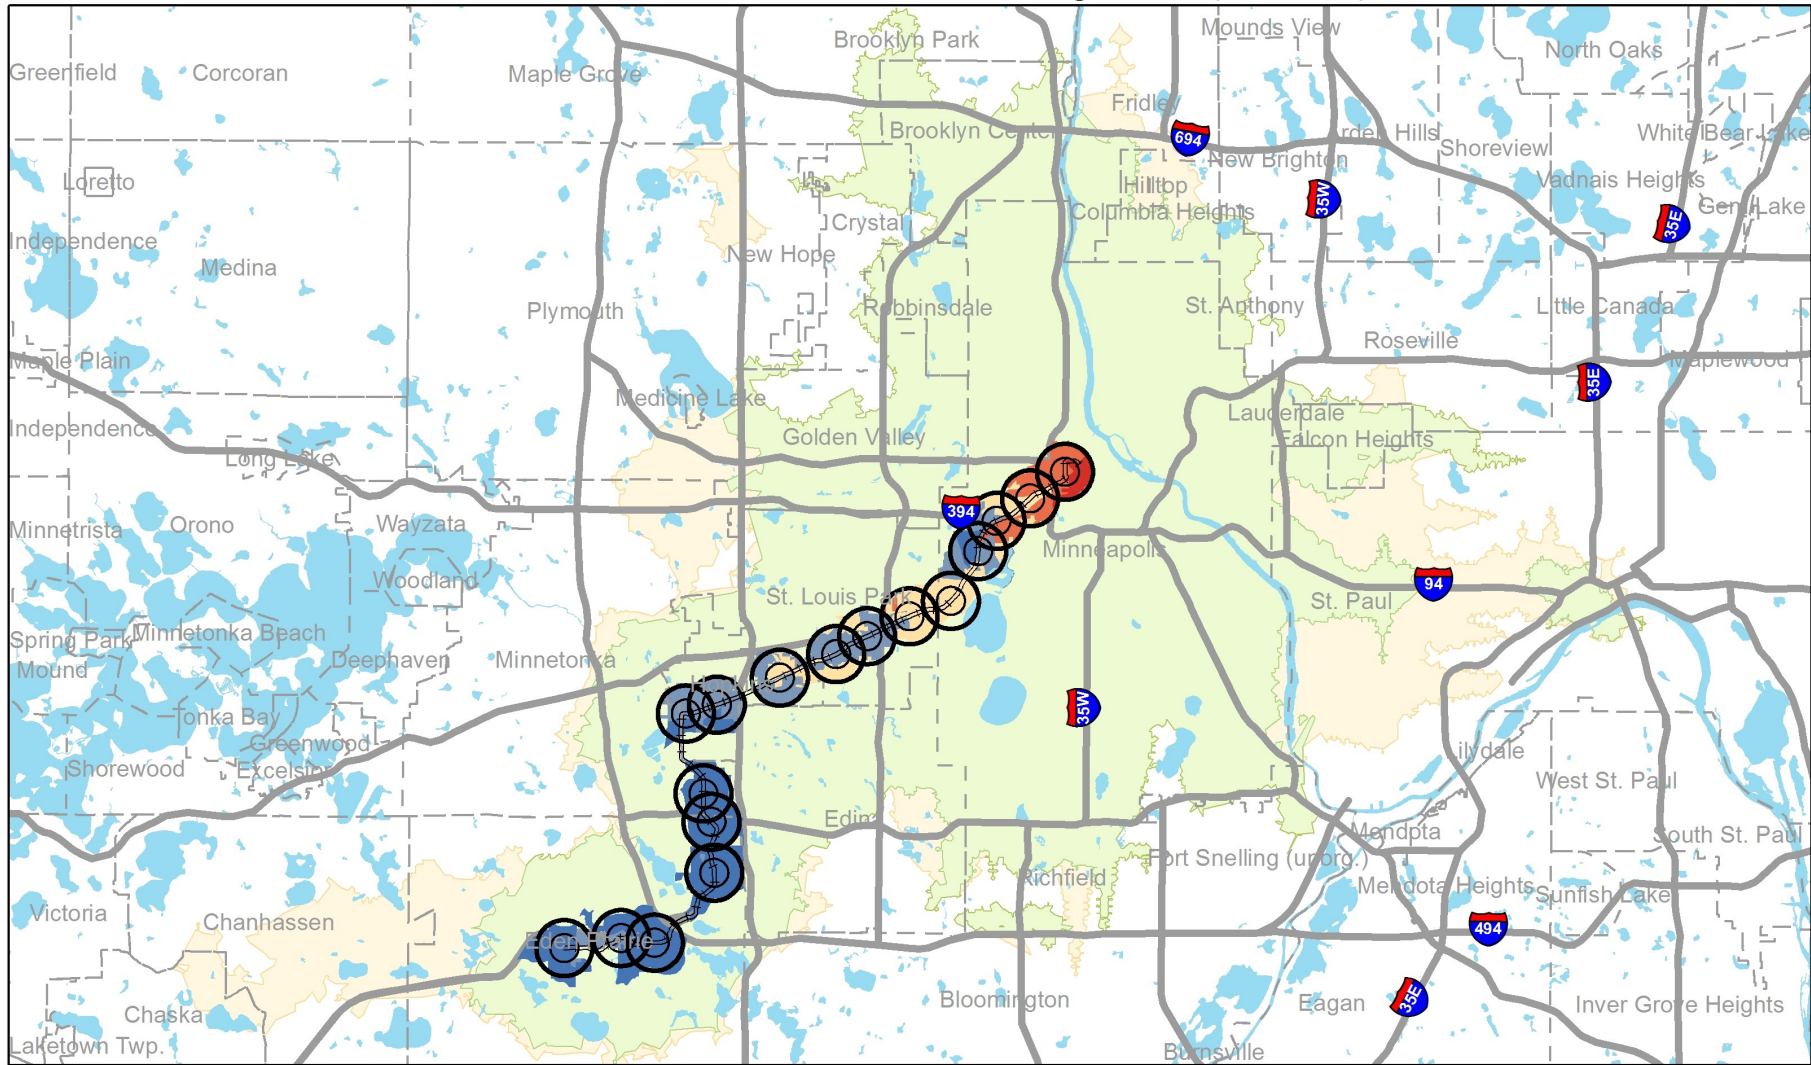 Mounds View
Brooklyn Park
North Oaks
Greenfield
Corcoran
Maple Grove
Fridley
Brooklyn Center
694
rden Hills
White Bear Lake
Shoreview
New Brighton
Loretto
Hilltop
Vadnais Heights
35W
Columbia Heights
Gem Lake
Crystal
35E
Independence
New Hope
Medina
Plymouth
Robbinsdale
St. Anthony
Little Canada
Roseville
Maple Plain
Maplewood
35E
Medicine Lake
Lauderdale
Independence
Golden Valley
Falcon Heights
Long Lake
394
Minnetrista
Orono
Wayzata
Minneapolis
Woodland
94
St. Louis Park
St. Paul
Spring Park
Minnetonka Beach
Mound
Deephaven
Minnetonka
35W
Tonka Bay
Greenwood
Lilydale
Shorewood
Excelsior
West St. Paul
Edina
Mendota
South St. Paul
Fort Snelling (unorg.)
Richfield
Mendota Heights
Sunfish Lake
Victoria
Chanhassen
494
Eden Prairie
Bloomington
35E
Eagan
Inver Grove Heights
Chaska
Laketown Twp.
Burnsville